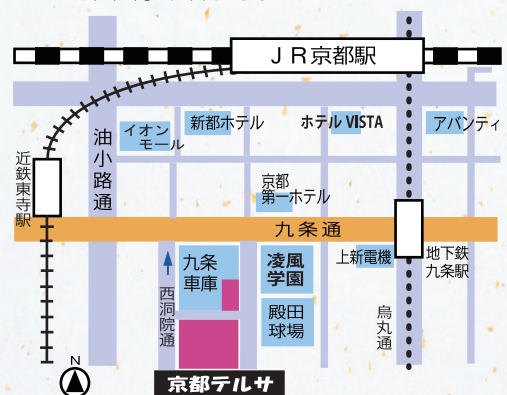 JR京都駅
イオン
モール
新都ホテル
ホテル VISTA
アバンティ
油小路通
近鉄東寺駅
京都
第一ホテル
九条通
九条
車庫
凌風
学園
上新電機
地下鉄
九条駅
西洞院通
殿田
球場
烏丸通
N
京都テルサ